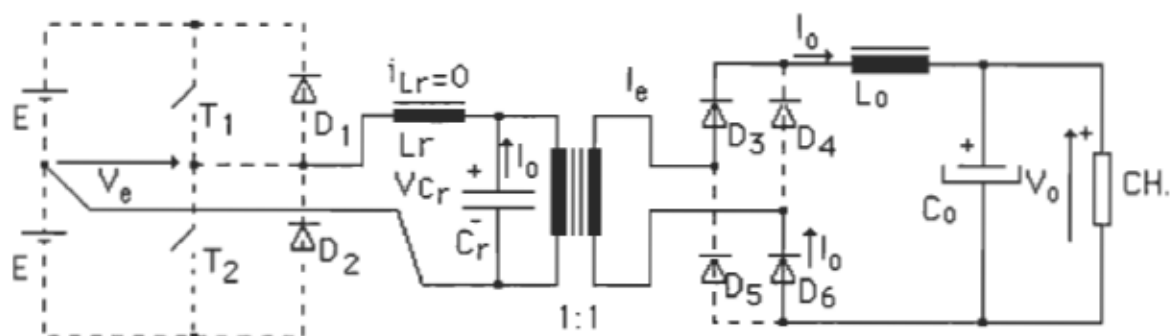 E
T1
D1
Ve
E
T2
D2
iLr=0
Lr
VCr
+
-
Cr
Io
1:1
Ie
D3
D4
D5
D6
Io
Io
Lo
+
Co
Vo
+
CH.